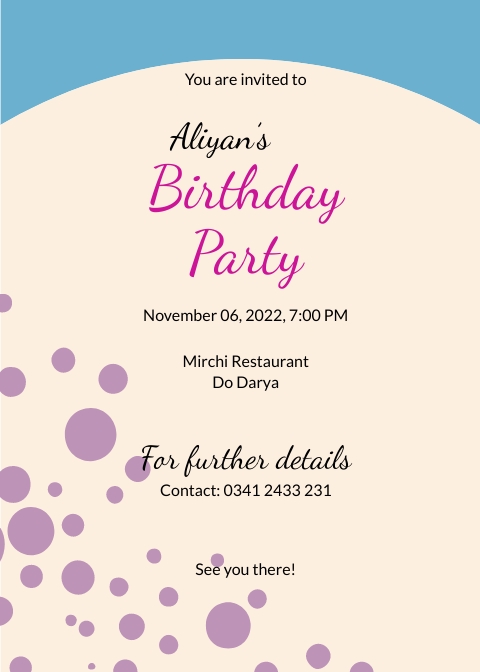 You are invited to
Aliyan's
Birthday
Party
November 06, 2022, 7:00 PM
Mirchi Restaurant
Do Darya
For further details
Contact: 0341 2433 231
See you there!